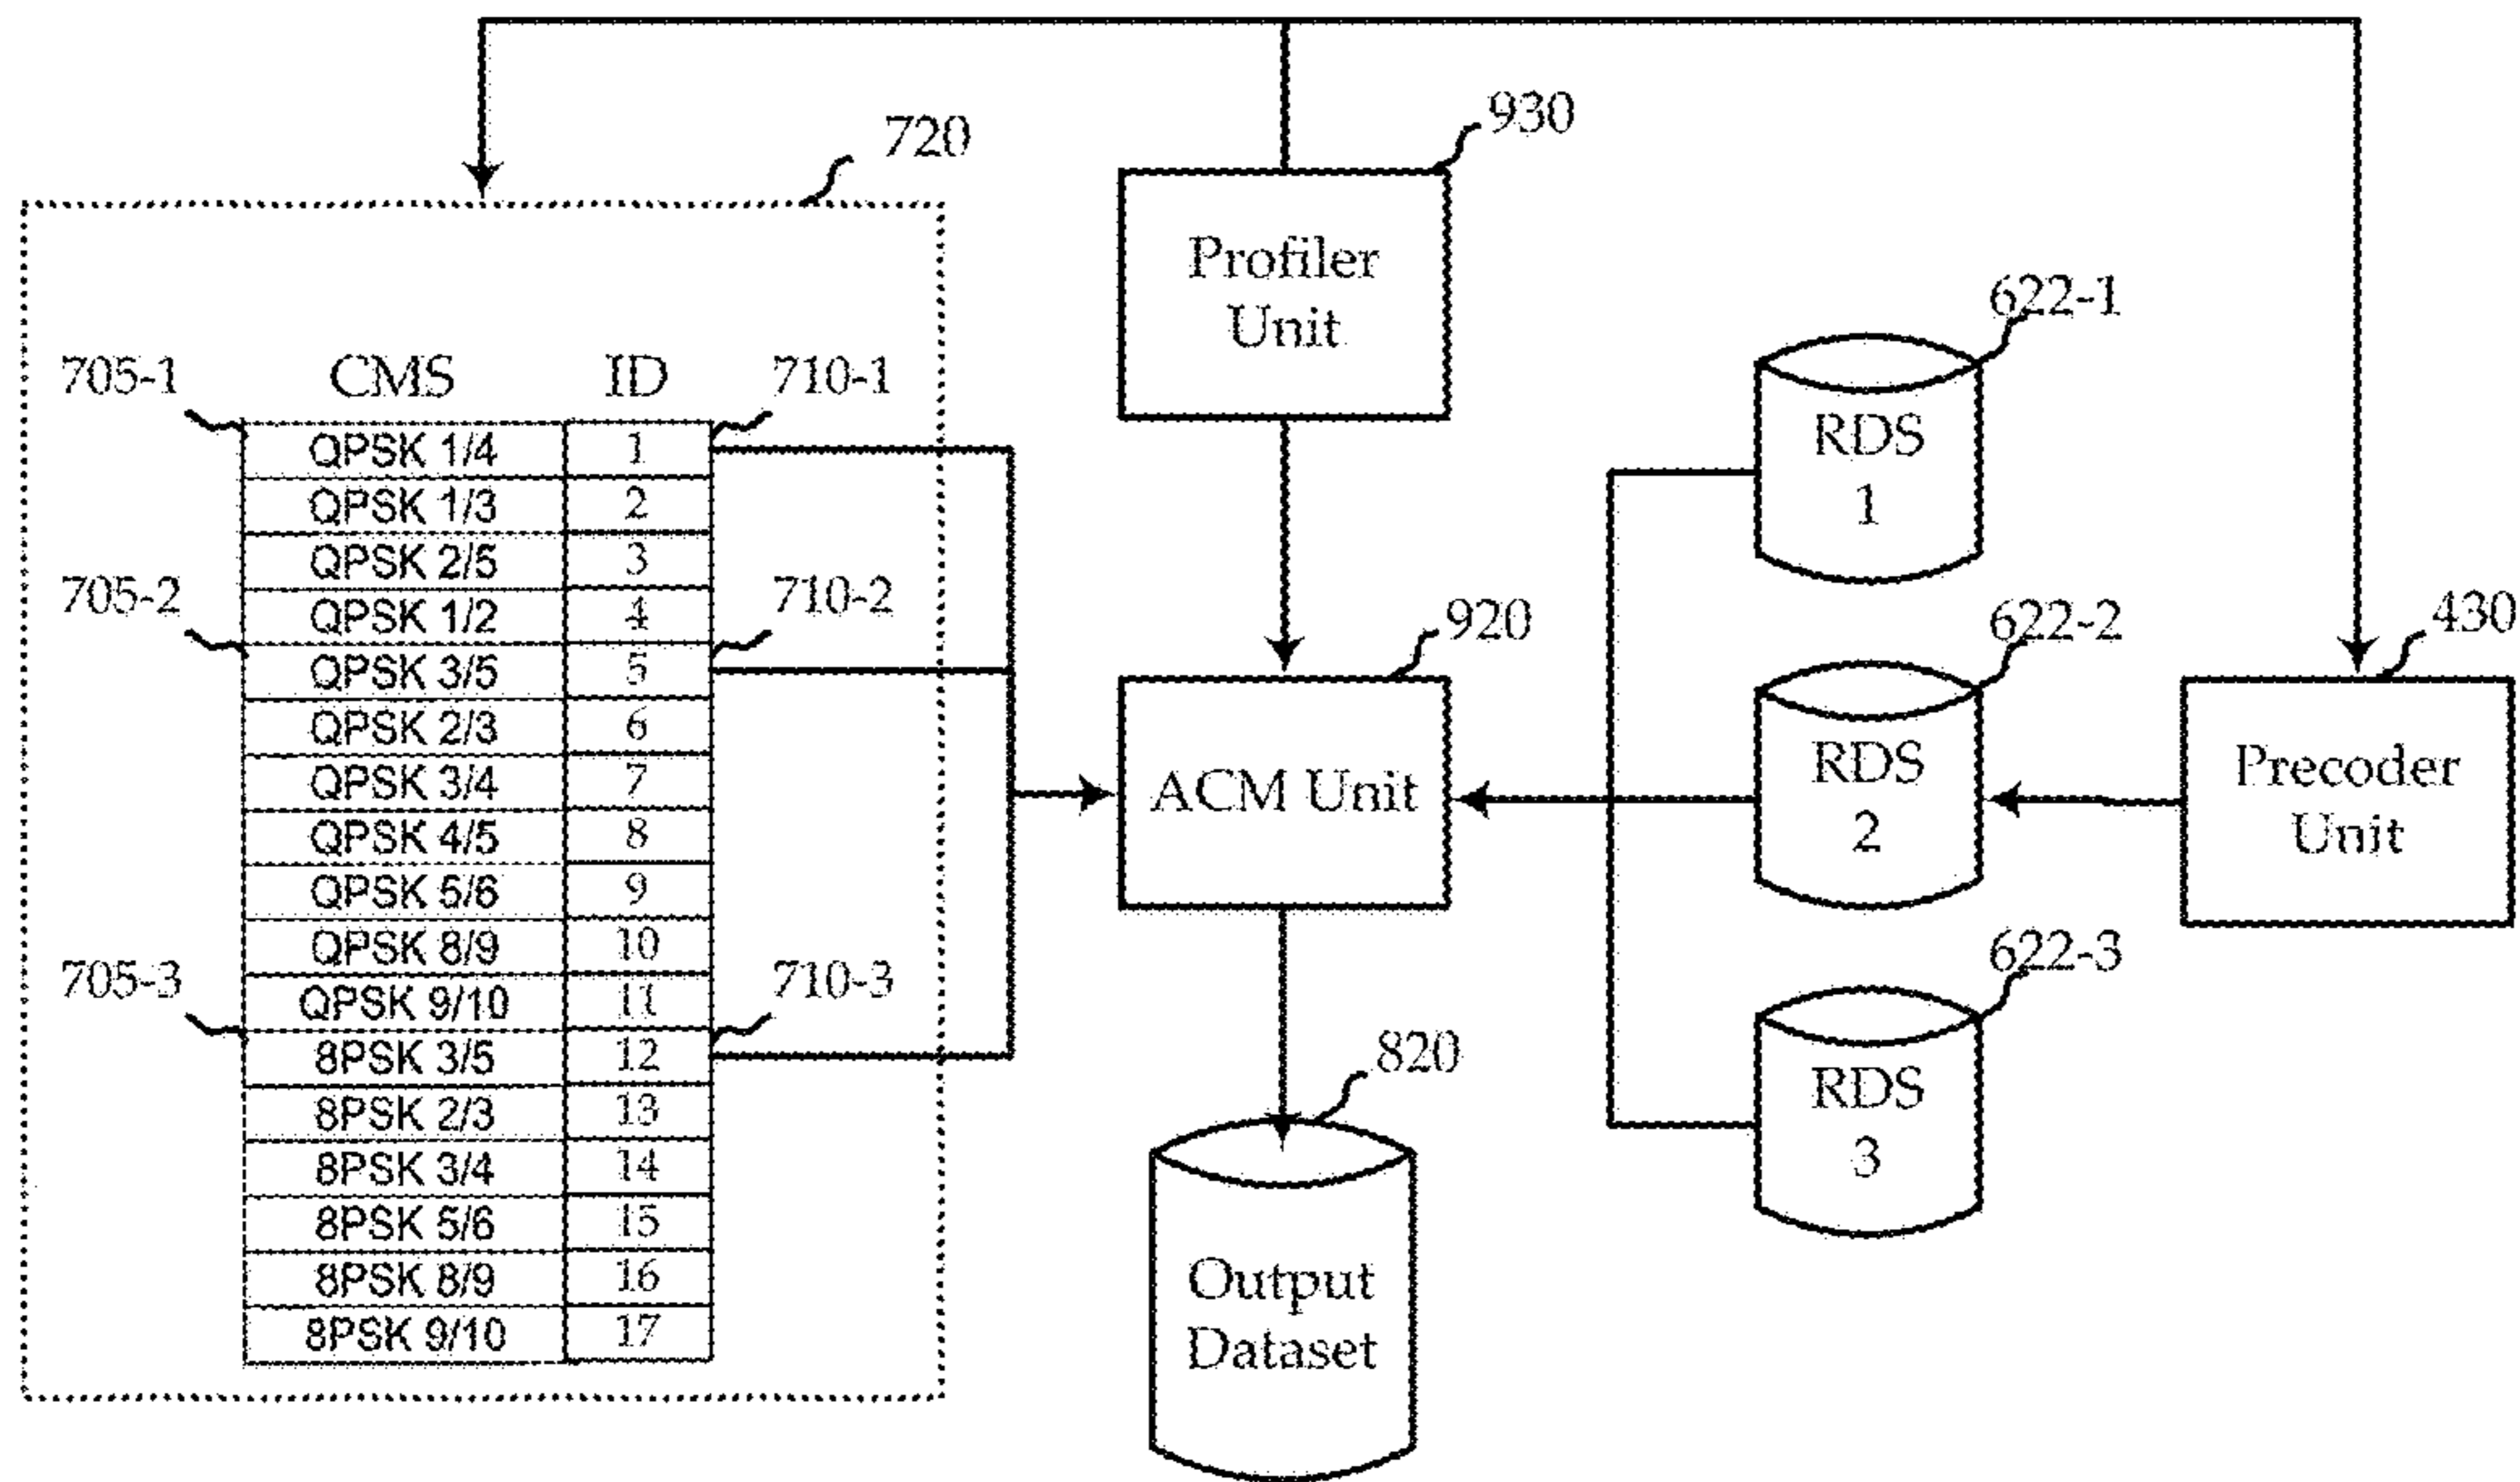 720
930
Profiler
Unit
622-1
705-1 CMS ID 710-1
RDS
1
QPSK 1/4 1
QPSK 1/3 2
QPSK 2/5 3
705-2 710-2
QPSK 1/2 4
QPSK 3/5 5
QPSK 2/3 6
QPSK 3/4 7
QPSK 4/5 8
QPSK 5/6 9
QPSK 8/9 10
705-3 710-3
QPSK 9/10 11
8PSK 3/5 12
8PSK 2/3 13
8PSK 3/4 14
8PSK 5/6 15
8PSK 8/9 16
8PSK 9/10 17
920
ACM Unit
622-2
RDS
2
430
Precoder
Unit
622-3
RDS
3
820
Output
Dataset